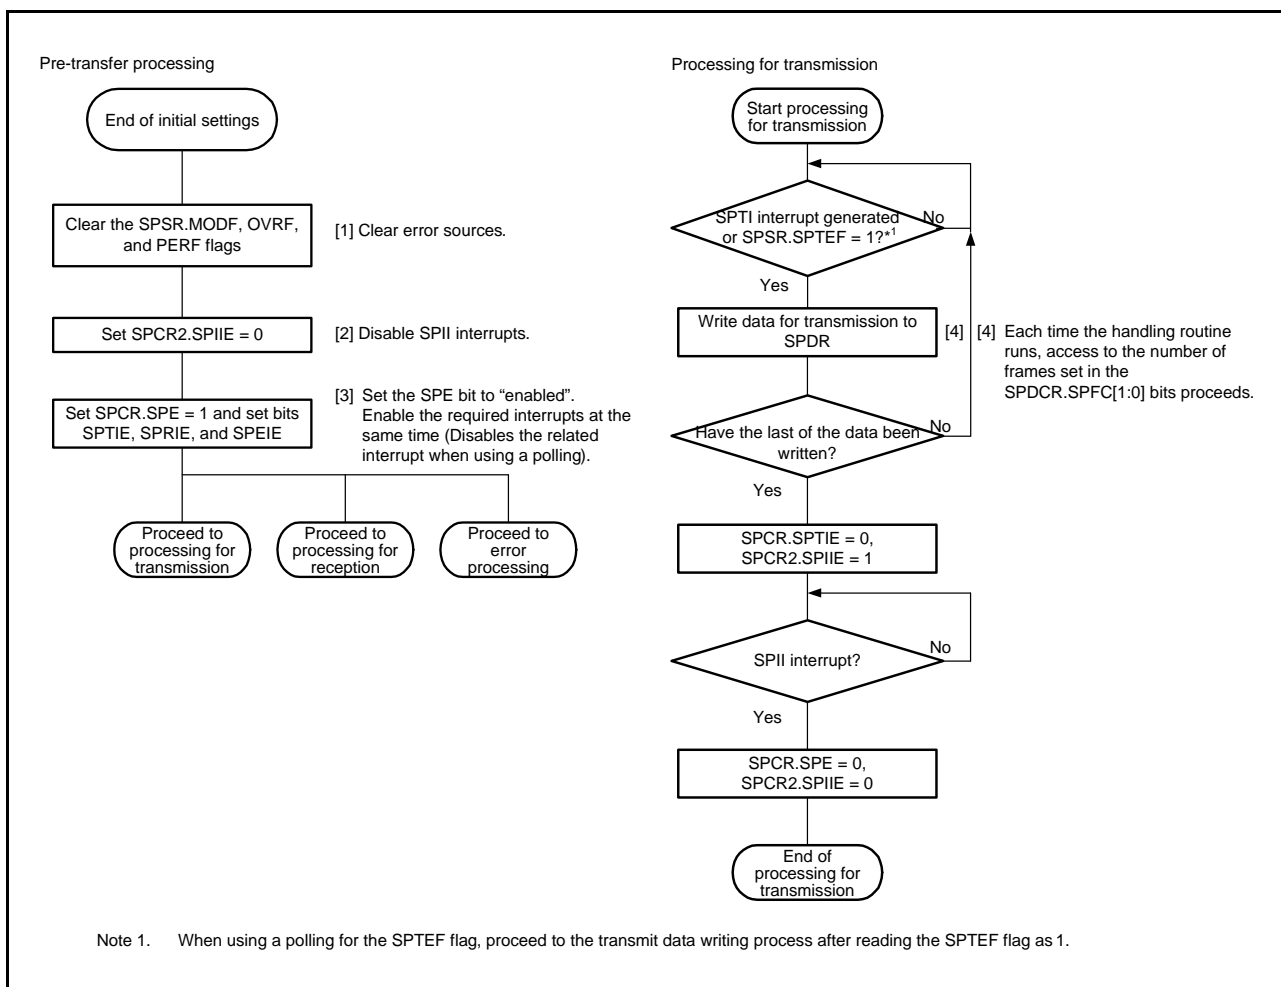 Pre-transfer processing
End of initial settings
Clear the SPSR.MODF, OVRF,
and PERF flags
[1] Clear error sources.
Set SPCR2.SPIIE = 0
[2] Disable SPII interrupts.
Set SPCR.SPE = 1 and set bits
SPTIE, SPRIE, and SPEIE
[3] Set the SPE bit to “enabled”.
Enable the required interrupts at the
same time (Disables the related
interrupt when using a polling).
Proceed to
processing for
transmission
Proceed to
processing for
reception
Proceed to
error
processing
Processing for transmission
Start processing
for transmission
SPTI interrupt generated
or SPSR.SPTEF = 1?*1
No
Yes
Write data for transmission to
SPDR
[4]
[4] Each time the handling routine
runs, access to the number of
frames set in the
SPDCR.SPFC[1:0] bits proceeds.
Have the last of the data been
written?
No
Yes
SPCR.SPTIE = 0,
SPCR2.SPIIE = 1
SPII interrupt?
No
Yes
SPCR.SPE = 0,
SPCR2.SPIIE = 0
End of
processing for
transmission
Note 1. When using a polling for the SPTEF flag, proceed to the transmit data writing process after reading the SPTEF flag as 1.